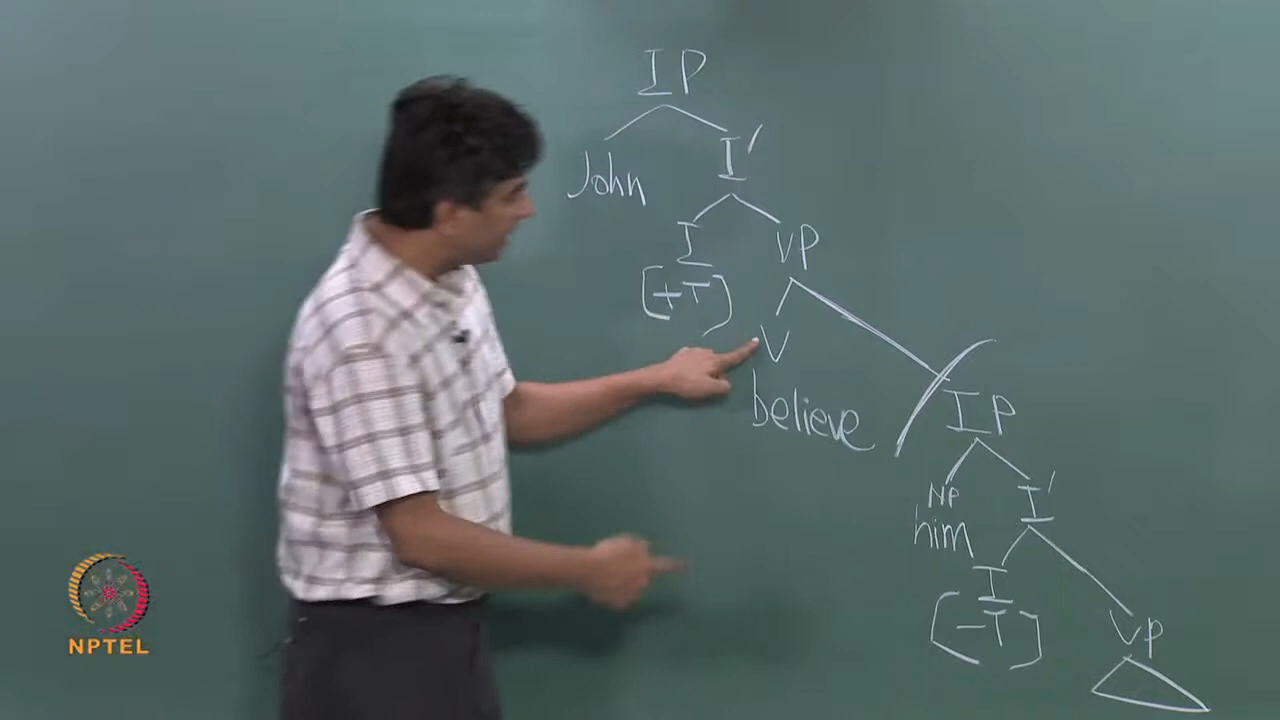 IP
John I'
I VP
[+T]
V
believe IP
NP I'
him
I
[-T] VP
NPTEL